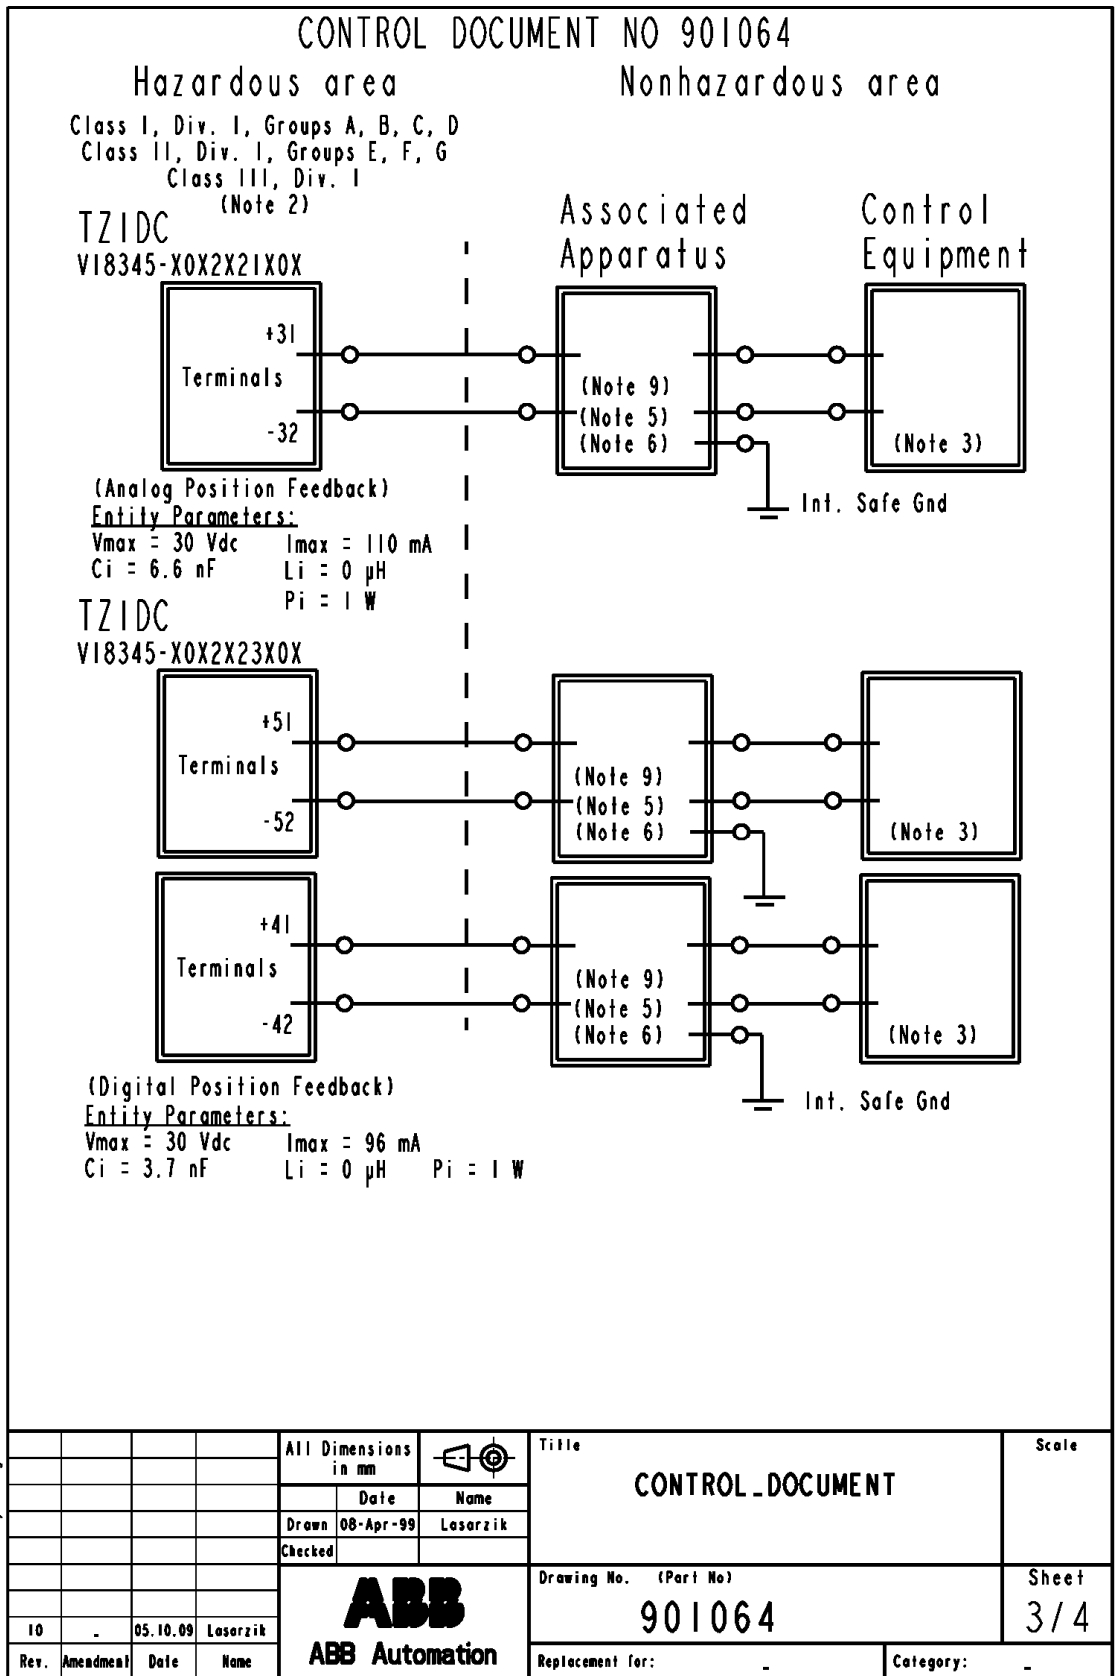 CONTROL DOCUMENT NO 901064
Hazardous area
Nonhazardous area
Class I, Div. I, Groups A, B, C, D
Class II, Div. I, Groups E, F, G
Class III, Div. I
(Note 2)
TZIDC
V18345-X0X2X21X0X
Associated
Apparatus
Control
Equipment
+31
Terminals
-32
(Note 9)
(Note 5)
(Note 6)
(Note 3)
Int. Safe Gnd
(Analog Position Feedback)
Entity Parameters:
Vmax = 30 Vdc Imax = 110 mA
Ci = 6.6 nF Li = 0 µH
Pi = 1 W
TZIDC
V18345-X0X2X23X0X
+51
Terminals
-52
(Note 9)
(Note 5)
(Note 6)
(Note 3)
+41
Terminals
-42
(Note 9)
(Note 5)
(Note 6)
(Note 3)
Int. Safe Gnd
(Digital Position Feedback)
Entity Parameters:
Vmax = 30 Vdc Imax = 96 mA
Ci = 3.7 nF Li = 0 µH Pi = 1 W
All Dimensions
in mm
Date Name
Drawn 08-Apr-99 Lasarzik
Checked
Title
CONTROL_DOCUMENT
Scale
ABB
ABB Automation
Drawing No. (Part No)
901064
Sheet
3/4
10 - 05.10.09 Lasarzik
Rev. Amendment Date Name
Replacement for: -
Category: -